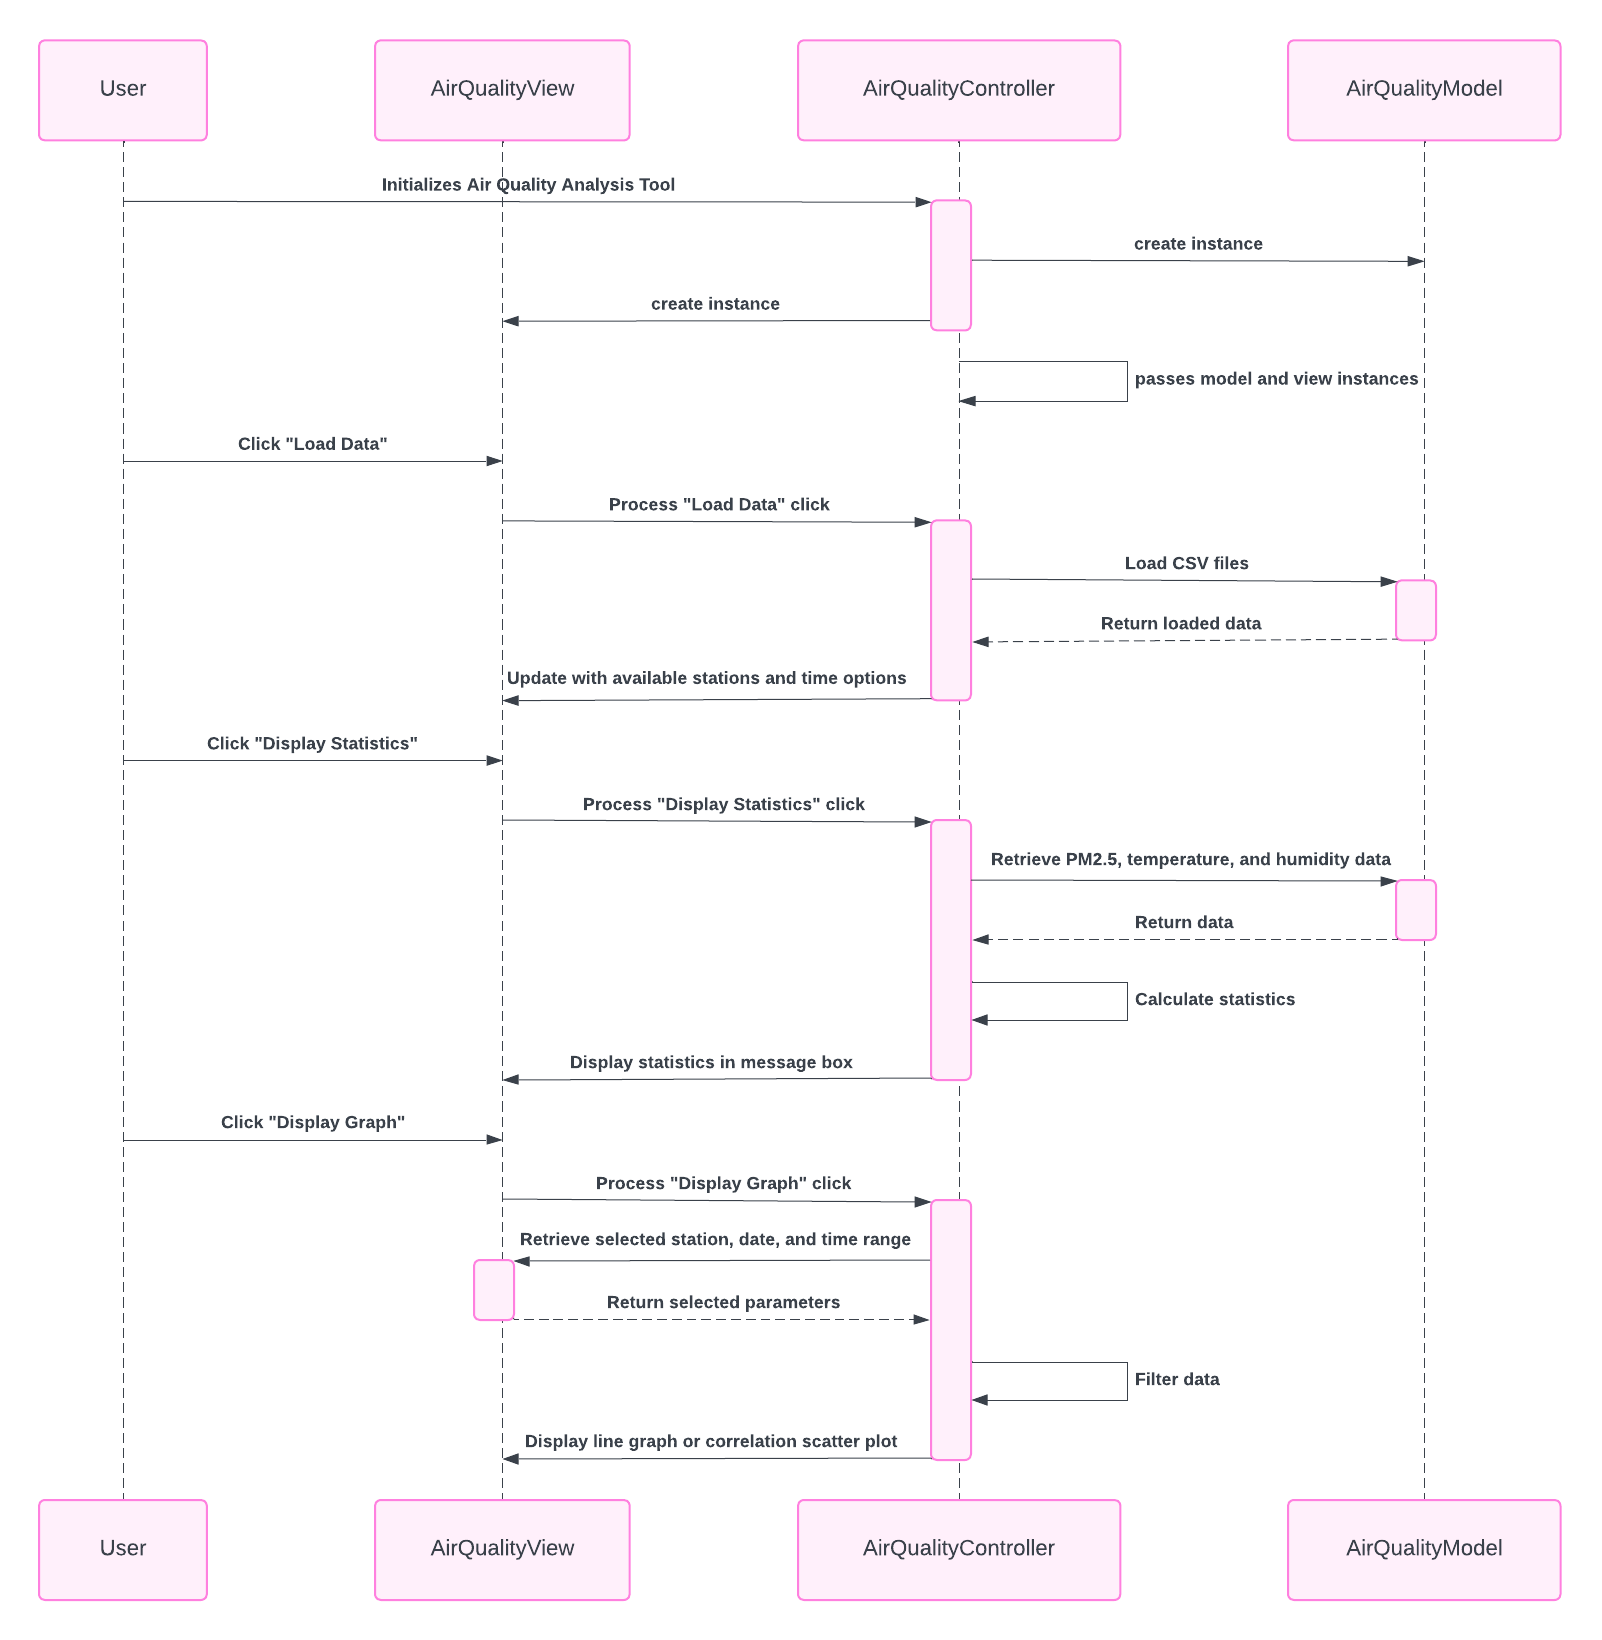 User
AirQualityView
AirQualityController
AirQualityModel
Initializes Air Quality Analysis Tool
create instance
create instance
passes model and view instances
Click "Load Data"
Process "Load Data" click
Load CSV files
Return loaded data
Update with available stations and time options
Click "Display Statistics"
Process "Display Statistics" click
Retrieve PM2.5, temperature, and humidity data
Return data
Calculate statistics
Display statistics in message box
Click "Display Graph"
Process "Display Graph" click
Retrieve selected station, date, and time range
Return selected parameters
Filter data
Display line graph or correlation scatter plot
User
AirQualityView
AirQualityController
AirQualityModel